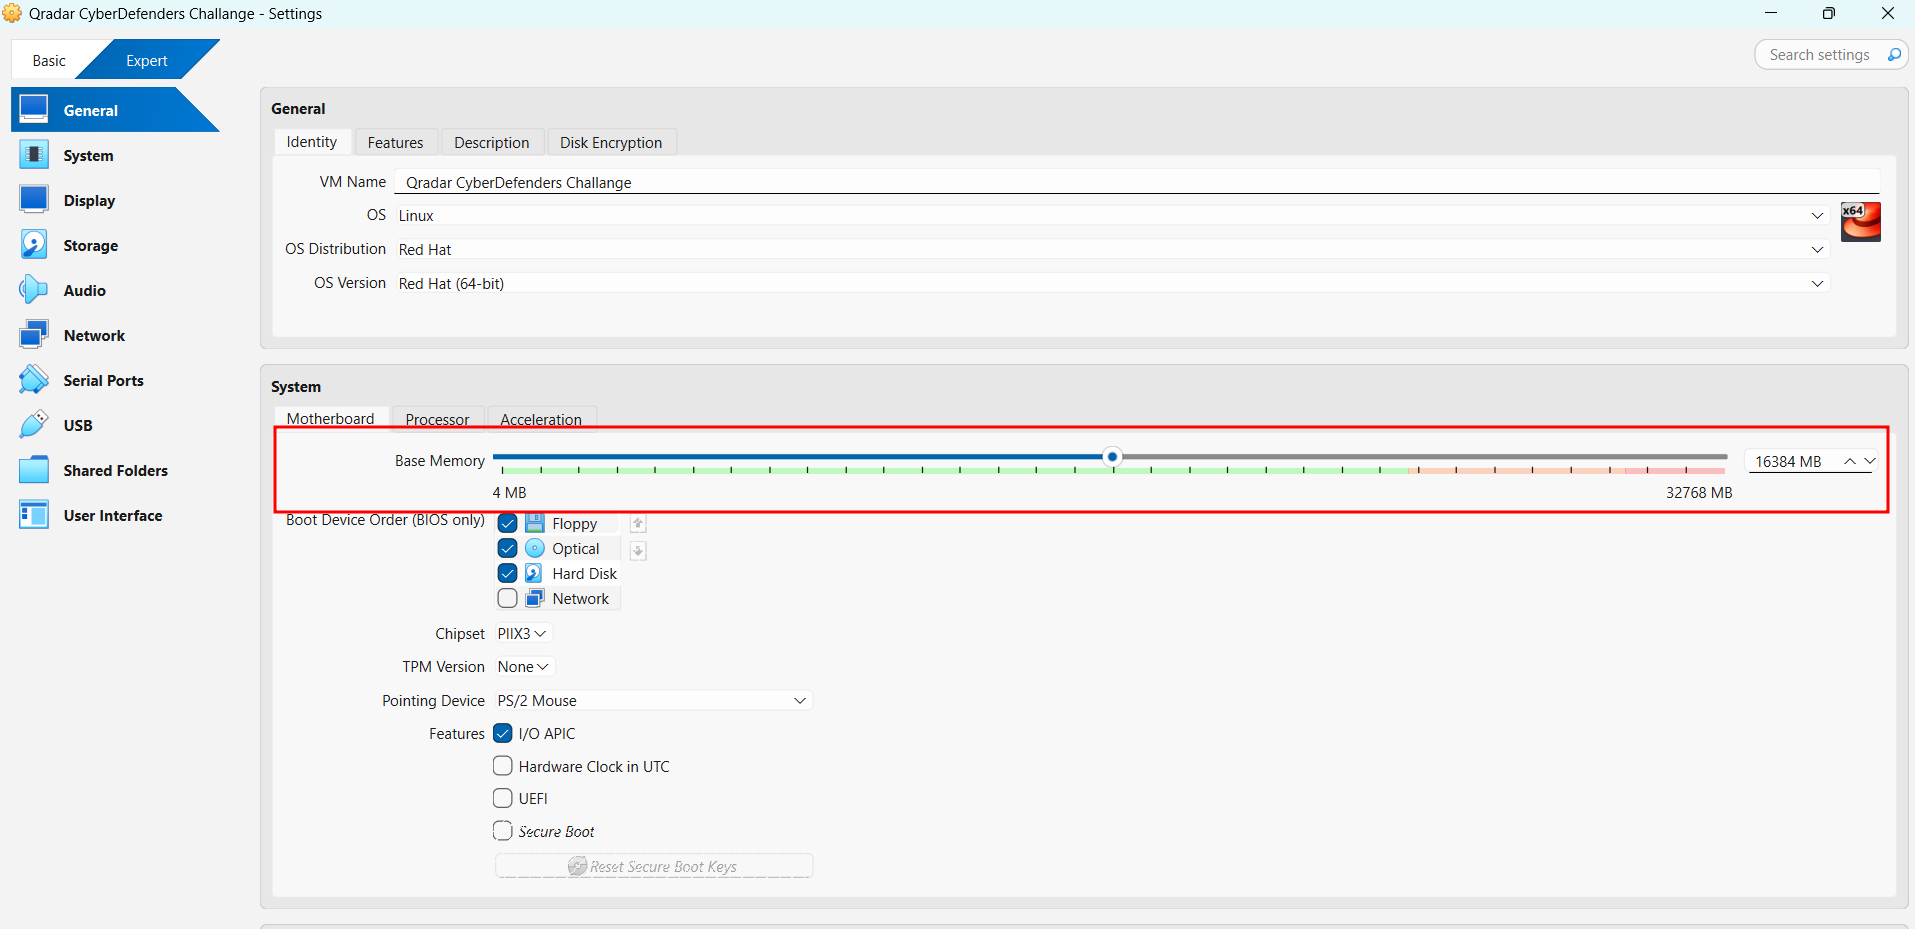 Qradar CyberDefenders Challange - Settings
Basic
Expert
Search settings
General
System
Display
Storage
Audio
Network
Serial Ports
USB
Shared Folders
User Interface
General
Identity Features Description Disk Encryption
VM Name Qradar CyberDefenders Challange
OS Linux
x64
OS Distribution Red Hat
OS Version Red Hat (64-bit)
System
Motherboard Processor Acceleration
Base Memory 16384 MB
4 MB 32768 MB
Boot Device Order (BIOS only) Floppy
Optical
Hard Disk
Network
Chipset PIIX3
TPM Version None
Pointing Device PS/2 Mouse
Features I/O APIC
Hardware Clock in UTC
UEFI
Secure Boot
Reset Secure Boot Keys